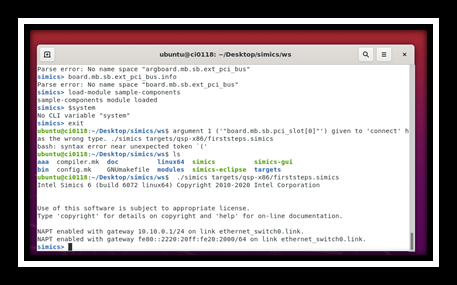 ubuntu@ci0118: ~/Desktop/simics/ws
Parse error: No name space "argboard.mb.sb.ext_pci_bus"
simics> board.mb.sb.ext_pci_bus.info
Parse error: No name space "board.mb.sb.ext_pci_bus"
simics> load-module sample-components
sample-components module loaded
simics> $system
No CLI variable "system"
simics> exit
ubuntu@ci0118:~/Desktop/simics/ws$ argument 1 ('"board.mb.sb.pci_slot[0]"') given to 'connect' h
as the wrong type. ./simics targets/qsp-x86/firststeps.simics
bash: syntax error near unexpected token `('
ubuntu@ci0118:~/Desktop/simics/ws$ ls
aaa compiler.mk doc linux64 simics simics-gui
bin config.mk GNUmakefile modules simics-eclipse targets
ubuntu@ci0118:~/Desktop/simics/ws$ ./simics targets/qsp-x86/firststeps.simics
Intel Simics 6 (build 6072 linux64) Copyright 2010-2020 Intel Corporation
Use of this software is subject to appropriate license.
Type 'copyright' for details on copyright and 'help' for on-line documentation.
NAPT enabled with gateway 10.10.0.1/24 on link ethernet_switch0.link.
NAPT enabled with gateway fe80::2220:20ff:fe20:2000/64 on link ethernet_switch0.link.
simics>